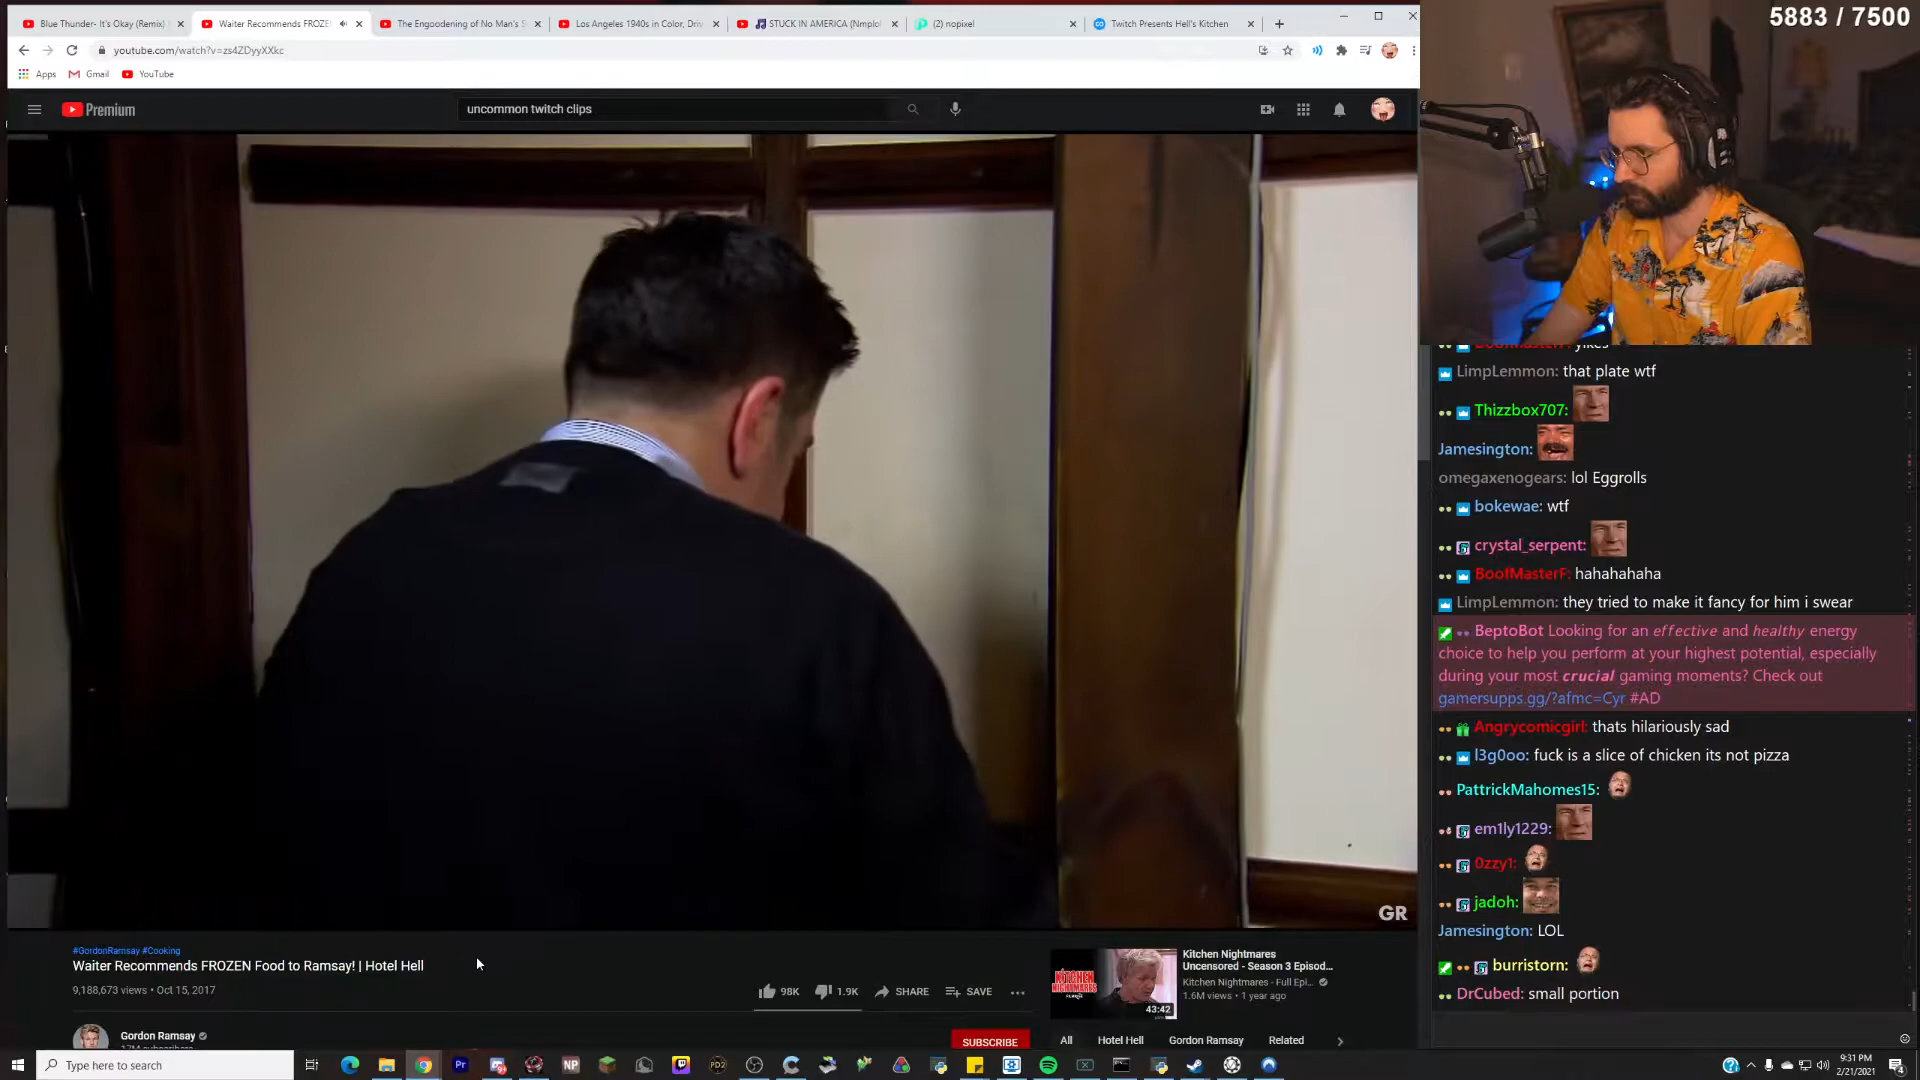 Blue Thunder- It's Okay (Remix)
Waiter Recommends FROZE
The Engoodening of No Man's S
Los Angeles 1940s in Color, Driv
STUCK IN AMERICA (Nmplol
(2) nopixel
Twitch Presents Hell's Kitchen
5883 / 7500
youtube.com/watch?v=zs4ZDyyXXkc
Apps
Gmail
YouTube
Premium
uncommon twitch clips
yikes
LimpLemmon: that plate wtf
Thizzbox707:
Jamesington:
omegaxenogears: lol Eggrolls
bokewae: wtf
crystal_serpent:
BoofMasterF: hahahahaha
LimpLemmon: they tried to make it fancy for him i swear
BeptoBot Looking for an effective and healthy energy
choice to help you perform at your highest potential, especially
during your most crucial gaming moments? Check out
gamersupps.gg/?afmc=Cyr #AD
Angrycomicgirl: thats hilariously sad
l3g0oo: fuck is a slice of chicken its not pizza
PattrickMahomes15:
em1ly1229:
0zzy1:
jadoh:
Jamesington: LOL
burristorn:
DrCubed: small portion
GR
#GordonRamsay #Cooking
Waiter Recommends FROZEN Food to Ramsay! | Hotel Hell
9,188,673 views • Oct 15, 2017
98K
1.9K
SHARE
SAVE
Gordon Ramsay
SUBSCRIBE
KITCHEN
NIGHTMARES
43:42
Kitchen Nightmares
Uncensored - Season 3 Episod...
Kitchen Nightmares - Full Epi...
1.6M views • 1 year ago
All
Hotel Hell
Gordon Ramsay
Related
Type here to search
Pr
NP
PD2
9:31 PM
2/21/2021